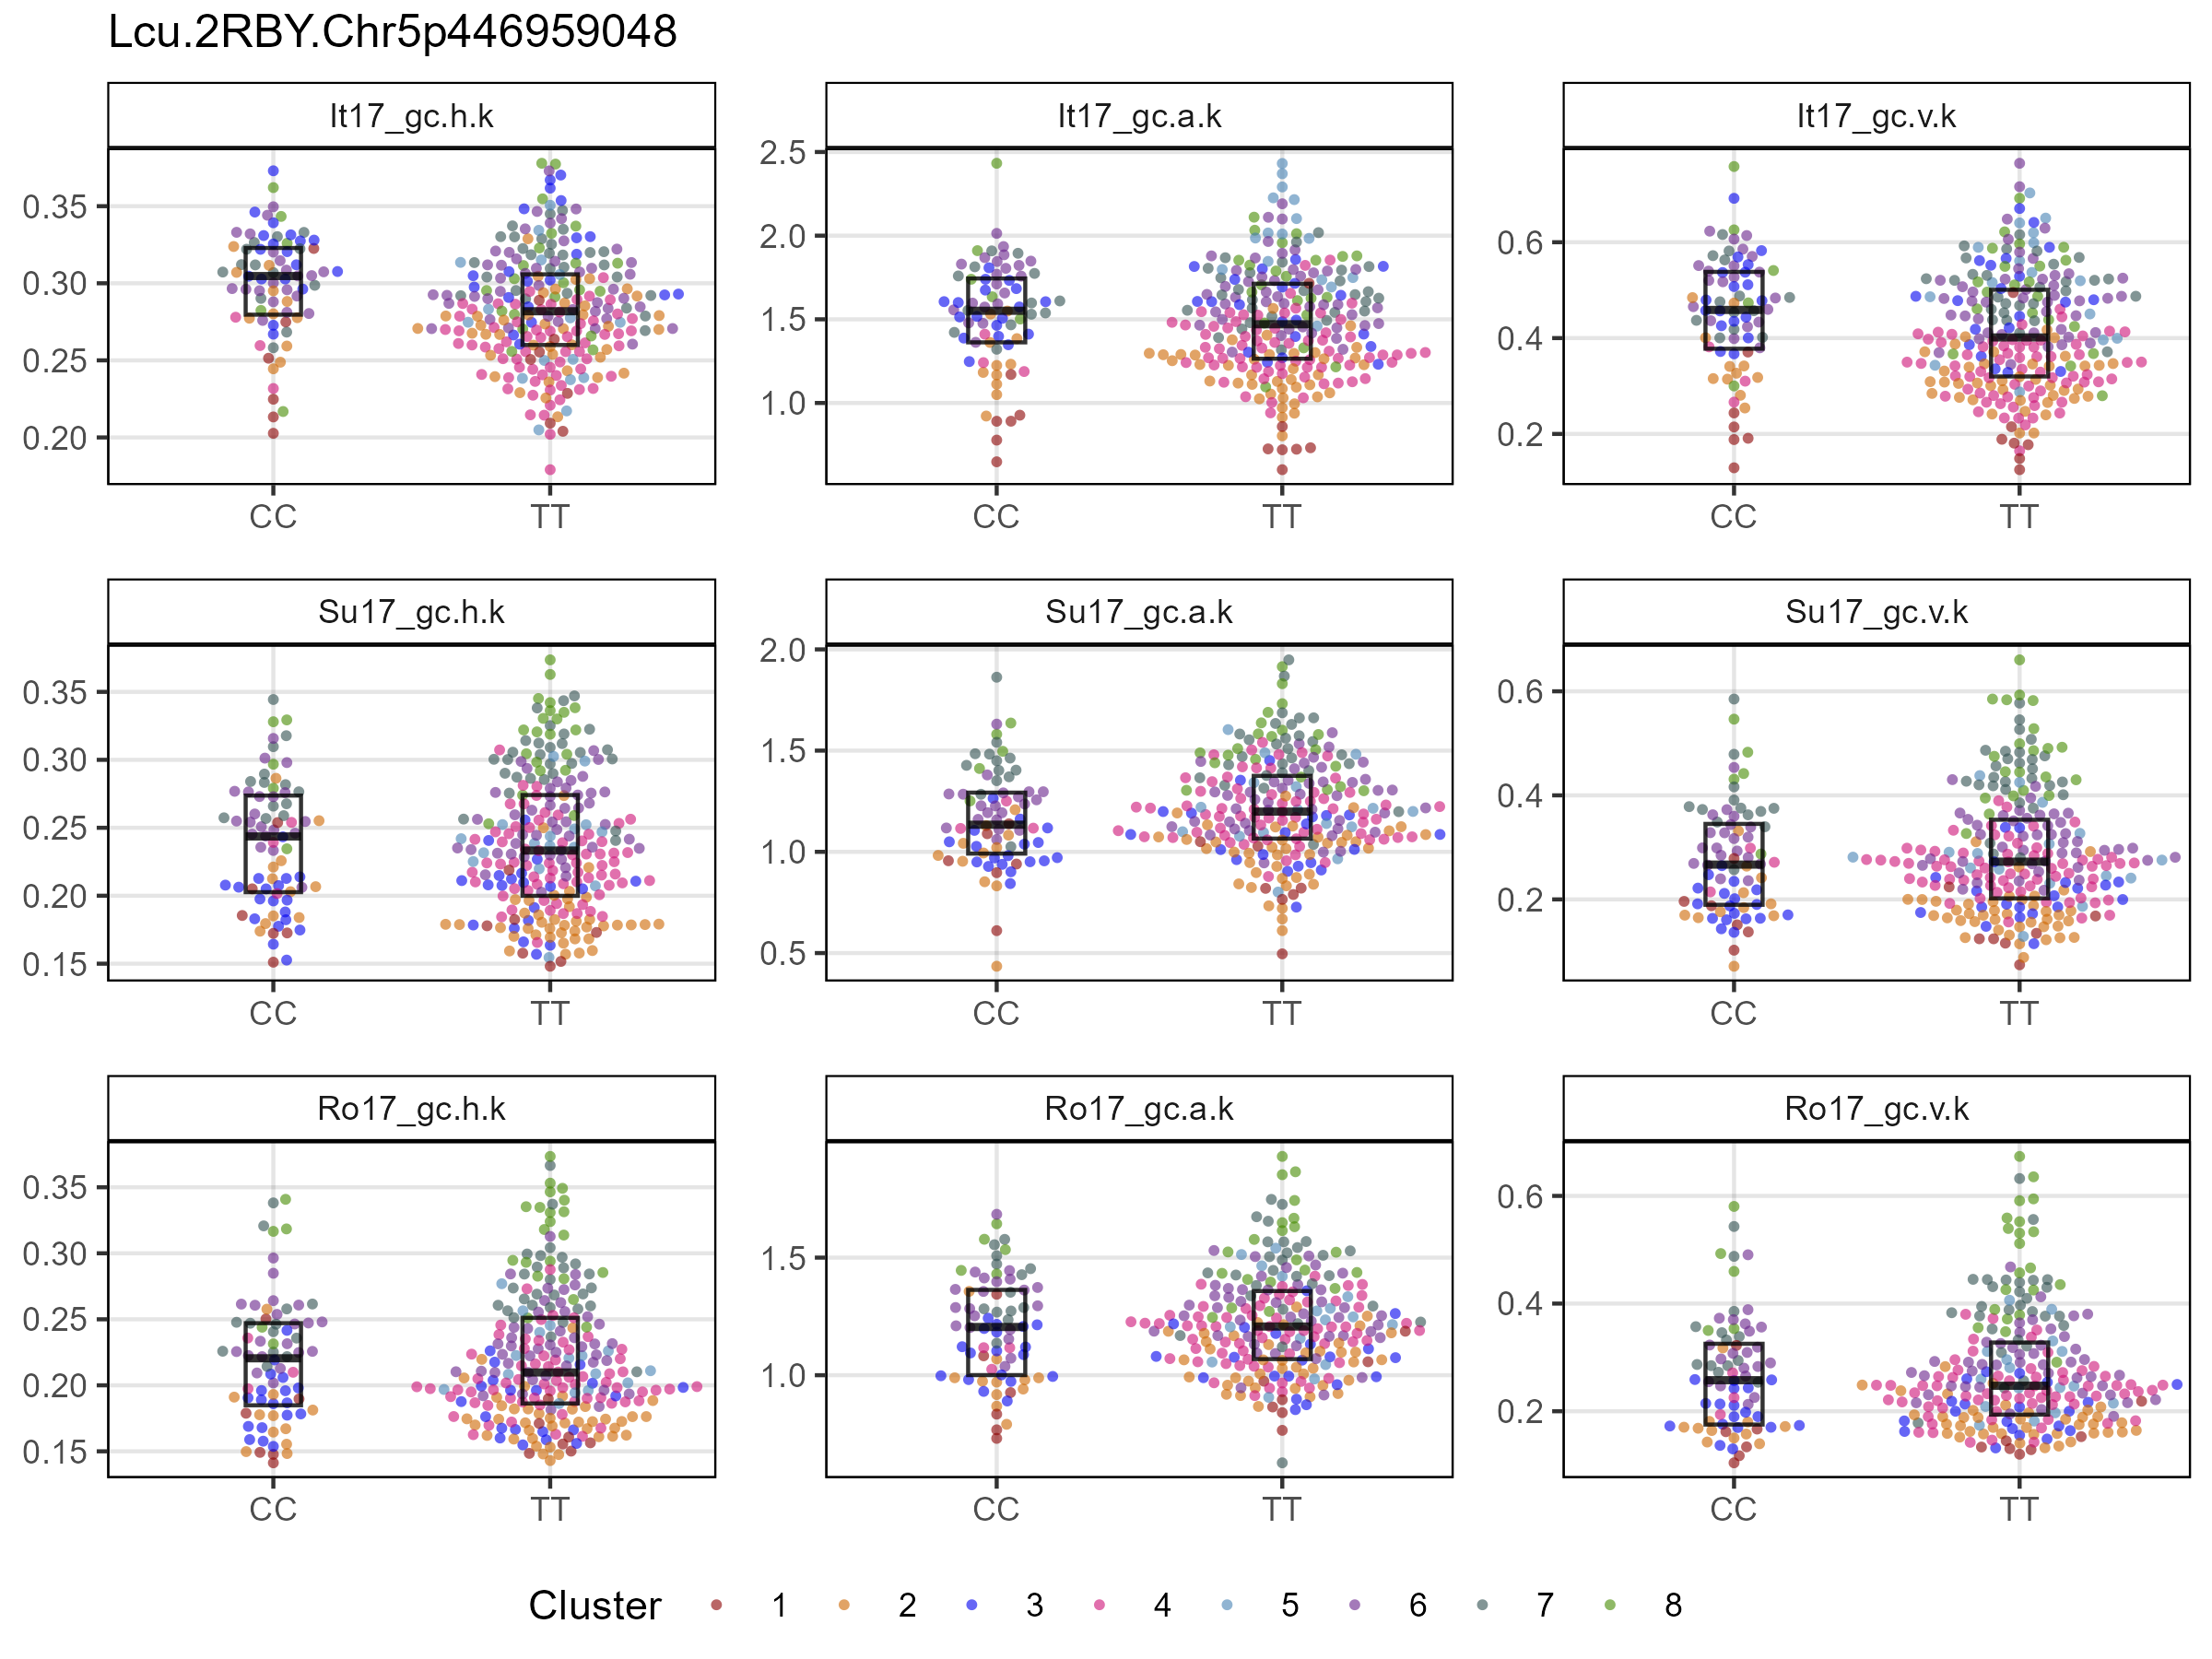 Lcu.2RBY.Chr5p446959048
It17_gc.h.k It17_gc.a.k It17_gc.v.k
0.35 0.30 0.25 0.20
2.5 2.0 1.5 1.0
0.6 0.4 0.2
CC TT CC TT CC TT
Su17_gc.h.k Su17_gc.a.k Su17_gc.v.k
0.35 0.30 0.25 0.20 0.15
2.0 1.5 1.0 0.5
0.6 0.4 0.2
CC TT CC TT CC TT
Ro17_gc.h.k Ro17_gc.a.k Ro17_gc.v.k
0.35 0.30 0.25 0.20 0.15
1.5 1.0
0.6 0.4 0.2
CC TT CC TT CC TT
Cluster 1 2 3 4 5 6 7 8